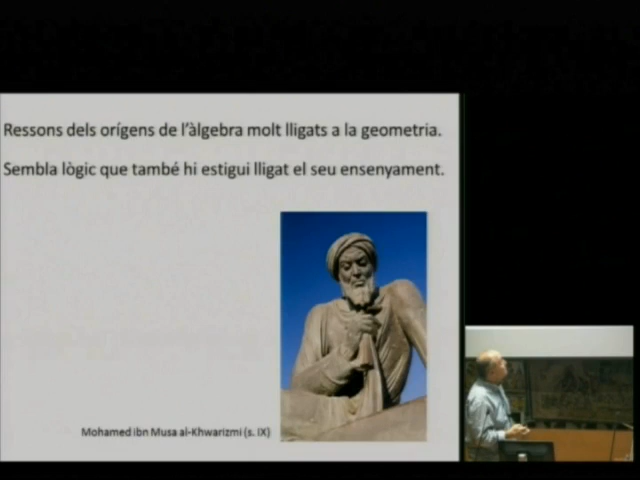 Ressons dels orígens de l'àlgebra molt lligats a la geometria.
Sembla lògic que també hi estigui lligat el seu ensenyament.
Mohamed ibn Musa al-Khwarizmi (s. IX)